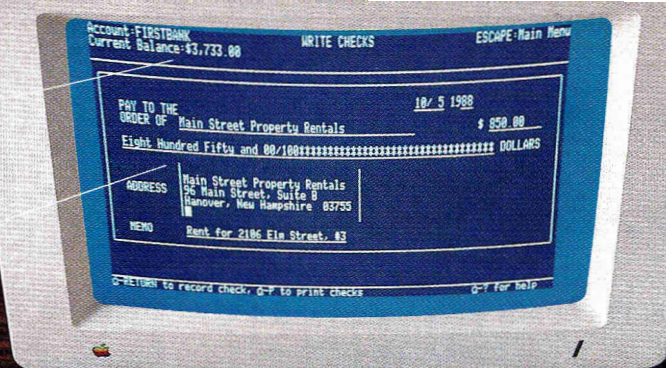 Account:FIRSTBANK
Current Balance:$3,733.00
WRITE CHECKS
ESCAPE:Main Menu
10/ 5 1988
PAY TO THE
ORDER OF Main Street Property Rentals $ 850.00
Eight Hundred Fifty and 00/100********************************** DOLLARS
ADDRESS
Main Street Property Rentals
96 Main Street, Suite B
Hanover, New Hampshire 03755
MEMO Rent for 2106 Elm Street, #3
⌂-RETURN to record check, ⌂-P to print checks ⌂-? for help